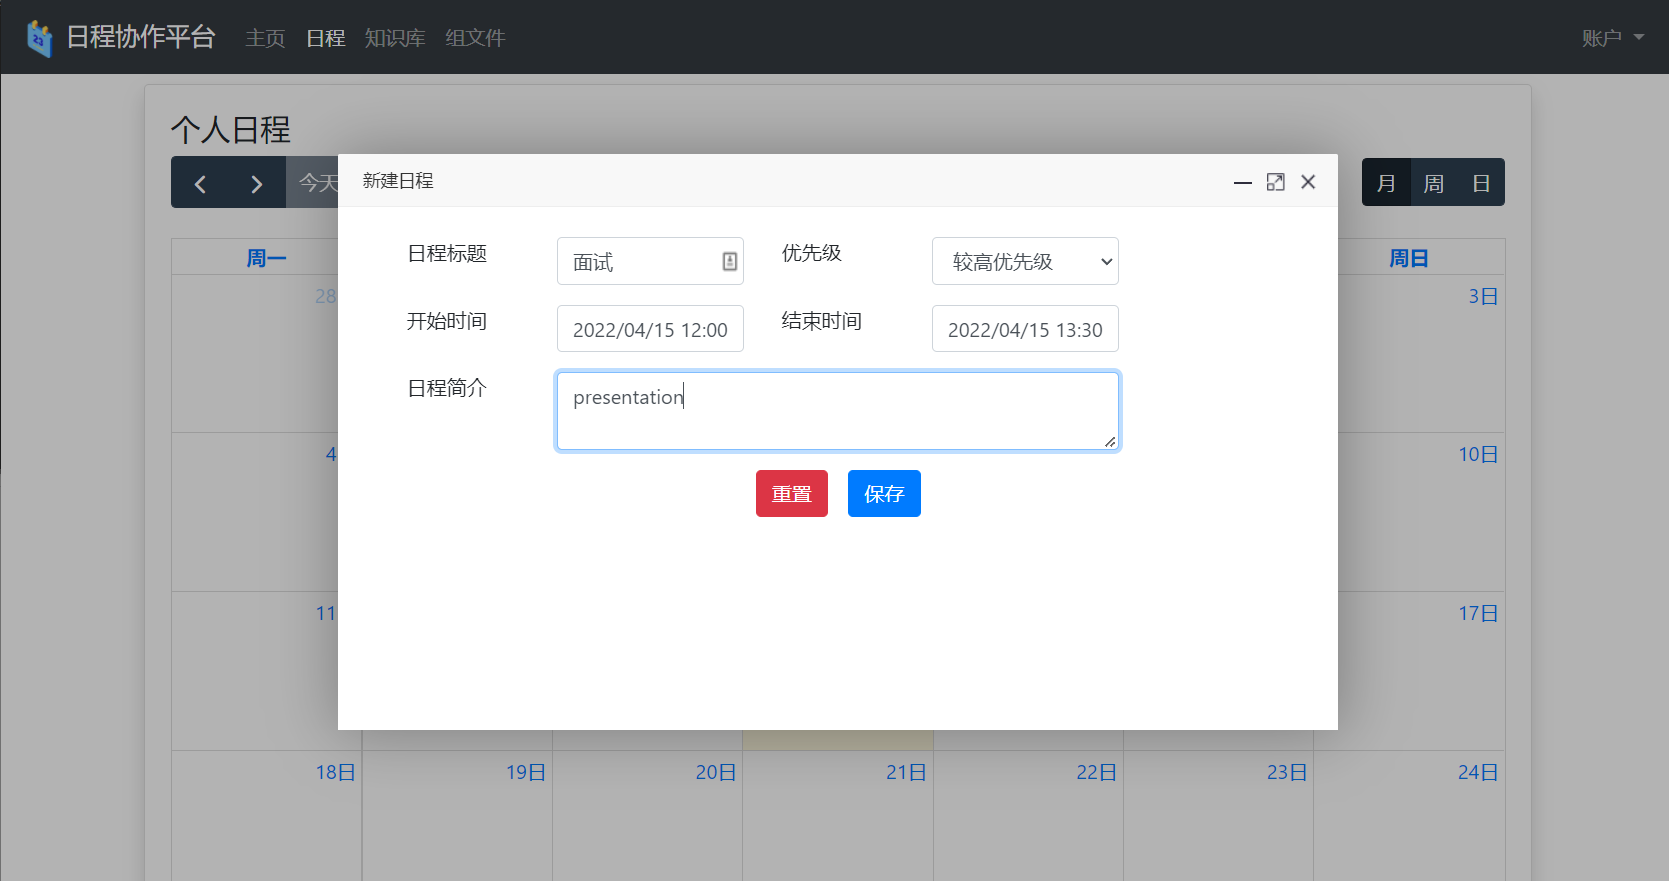 日程协作平台 主页 日程 知识库 组文件 账户
个人日程
今天 月 周 日
新建日程
日程标题 面试 优先级 较高优先级
开始时间 2022/04/15 12:00 结束时间 2022/04/15 13:30
日程简介 presentation
重置 保存
周一 周日
28 3日
4 10日
11 17日
18日 19日 20日 21日 22日 23日 24日